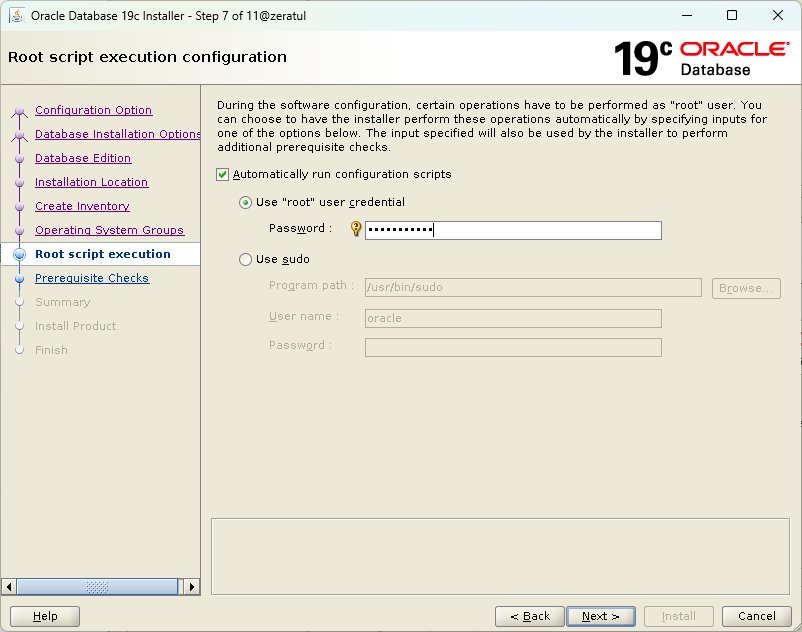 Oracle Database 19c Installer - Step 7 of 11@zeratul
Root script execution configuration
19c ORACLE
Database
Configuration Option
Database Installation Options
Database Edition
Installation Location
Create Inventory
Operating System Groups
Root script execution
Prerequisite Checks
Summary
Install Product
Finish
During the software configuration, certain operations have to be performed as "root" user. You
can choose to have the installer perform these operations automatically by specifying inputs for
one of the options below. The input specified will also be used by the installer to perform
additional prerequisite checks.
Automatically run configuration scripts
Use "root" user credential
Password :
Use sudo
Program path : /usr/bin/sudo Browse...
User name : oracle
Password :
Help < Back Next > Install Cancel